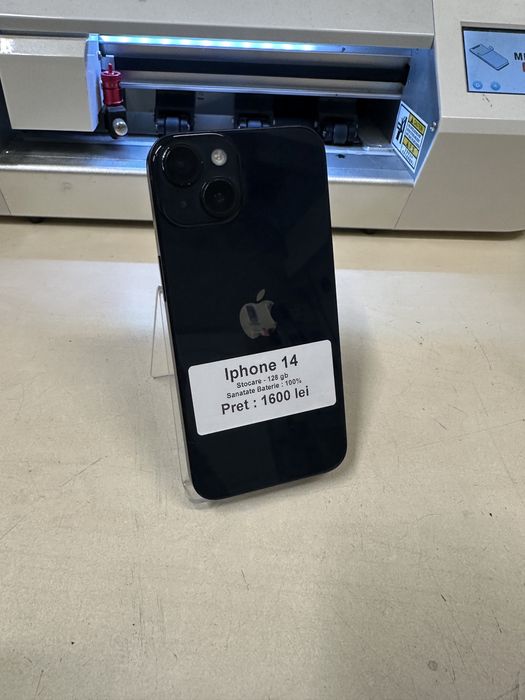 Iphone 14
Stocare - 128 gb
Sanatate Baterie : 100%
Pret : 1600 lei